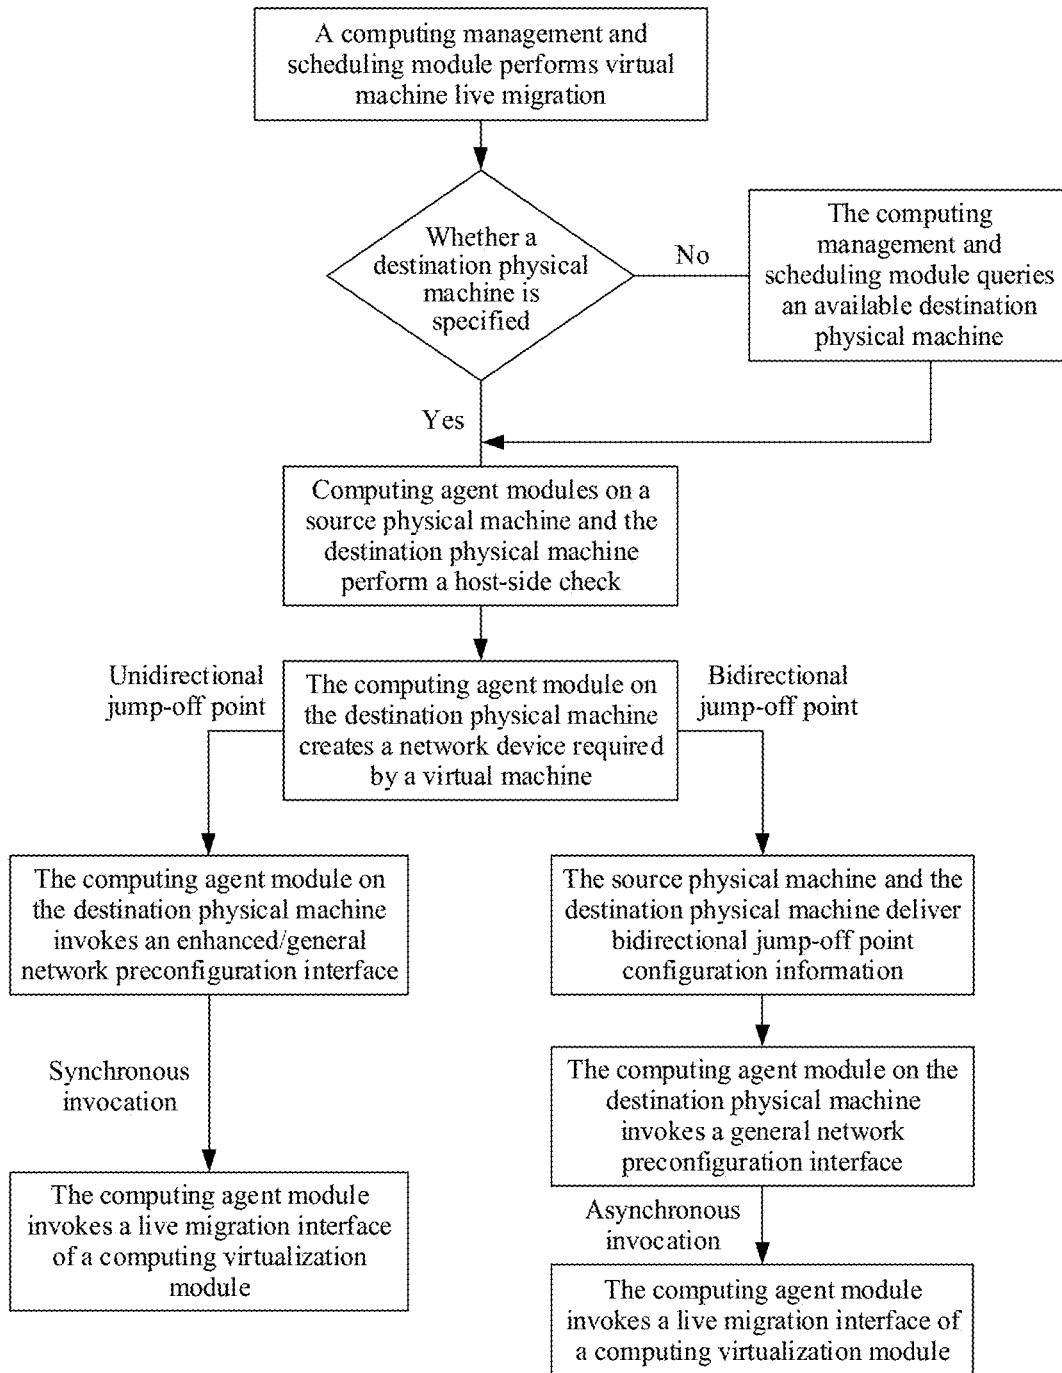 A computing management and
scheduling module performs virtual
machine live migration
Whether a
destination physical
machine is
specified
No
The computing
management and
scheduling module queries
an available destination
physical machine
Yes
Computing agent modules on a
source physical machine and the
destination physical machine
perform a host-side check
Unidirectional
jump-off point
The computing agent module on
the destination physical machine
creates a network device required
by a virtual machine
Bidirectional
jump-off point
The computing agent module on
the destination physical machine
invokes an enhanced/general
network preconfiguration interface
The source physical machine and the
destination physical machine deliver
bidirectional jump-off point
configuration information
Synchronous
invocation
The computing agent module on the
destination physical machine
invokes a general network
preconfiguration interface
The computing agent module
invokes a live migration interface
of a computing virtualization
module
Asynchronous
invocation
The computing agent module
invokes a live migration interface of
a computing virtualization module